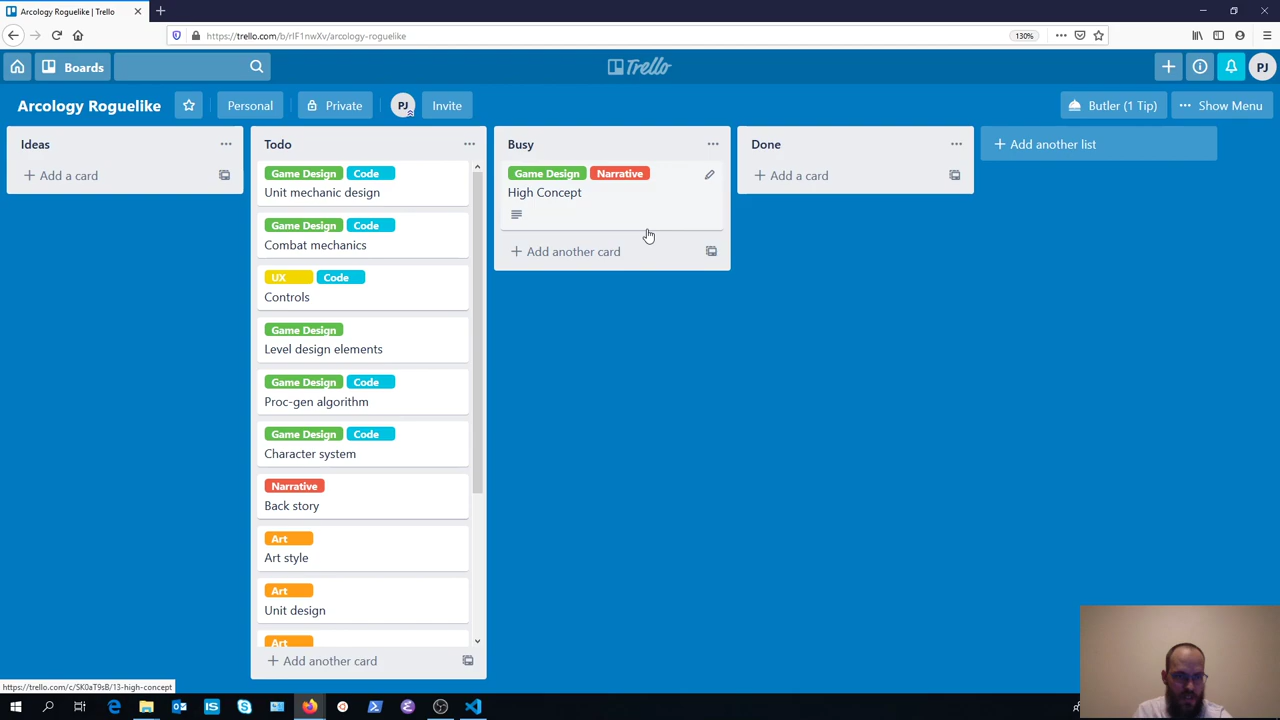 Arcology Roguelike | Trello
https://trello.com/b/rIF1nwXv/arcology-roguelike
130%
Boards
Trello
PJ
Arcology Roguelike
Personal
Private
PJ
Invite
Butler (1 Tip)
Show Menu
Ideas
Add a card
Todo
Game Design Code
Unit mechanic design
Game Design Code
Combat mechanics
UX Code
Controls
Game Design
Level design elements
Game Design Code
Proc-gen algorithm
Game Design Code
Character system
Narrative
Back story
Art
Art style
Art
Unit design
Art
Add another card
Busy
Game Design Narrative
High Concept
Add another card
Done
Add a card
Add another list
https://trello.com/c/SK0aT9sB/13-high-concept